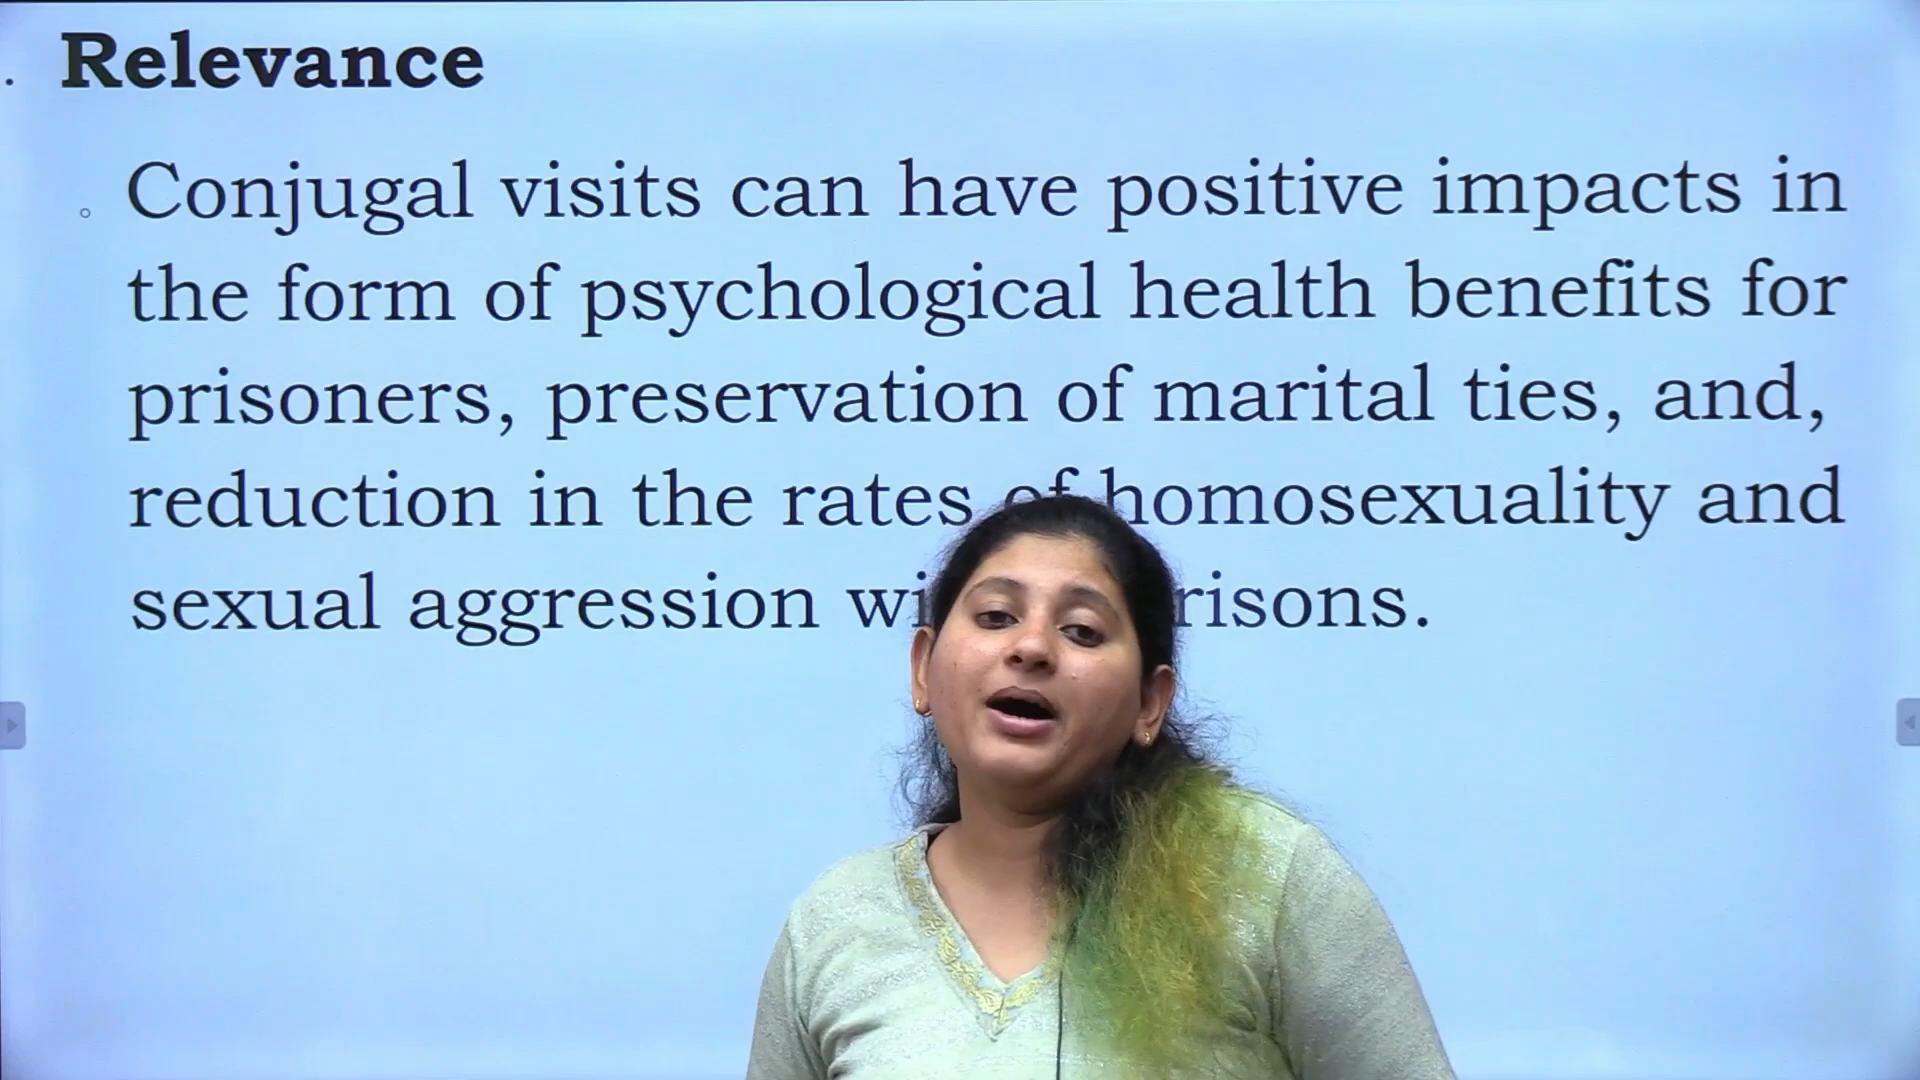 Relevance
Conjugal visits can have positive impacts in
the form of psychological health benefits for
prisoners, preservation of marital ties, and,
reduction in the rates of homosexuality and
sexual aggression